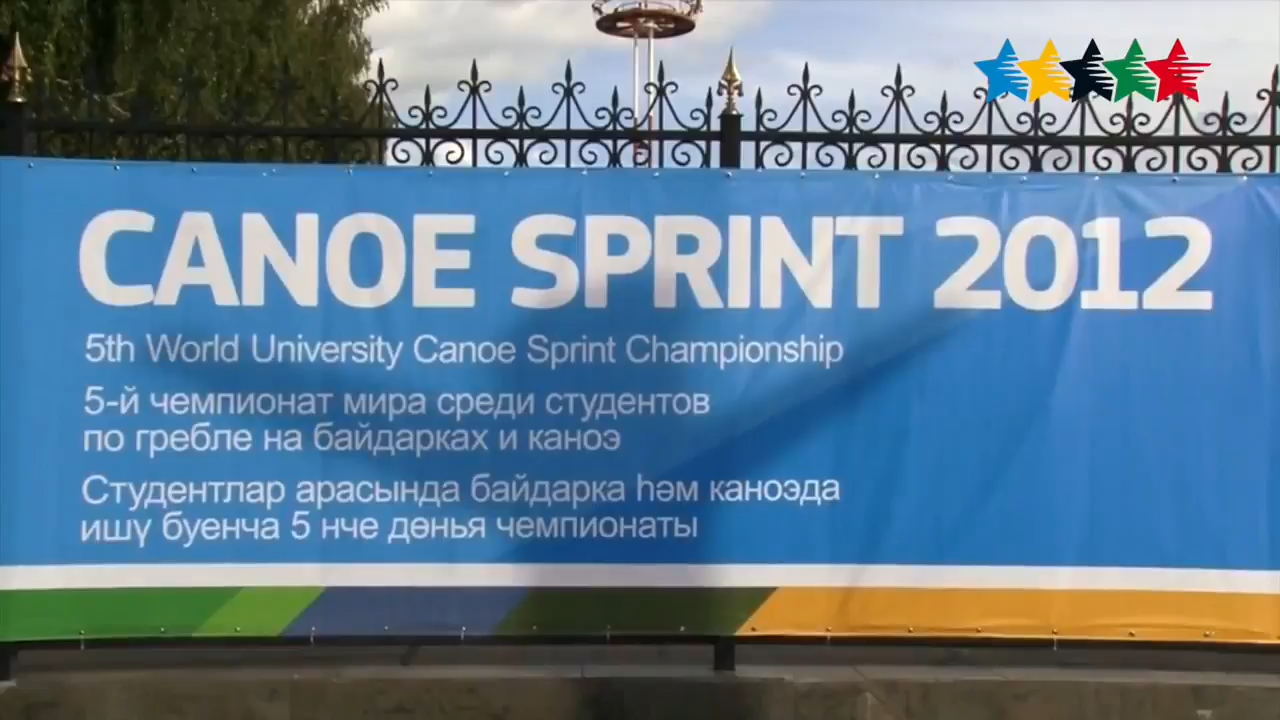 CANOE SPRINT 2012
5th World University Canoe Sprint Championship
5-й чемпионат мира среди студентов
по гребле на байдарках и каноэ
Студентлар арасында байдарка һәм каноэда
ишү буенча 5 нче дөнья чемпионаты